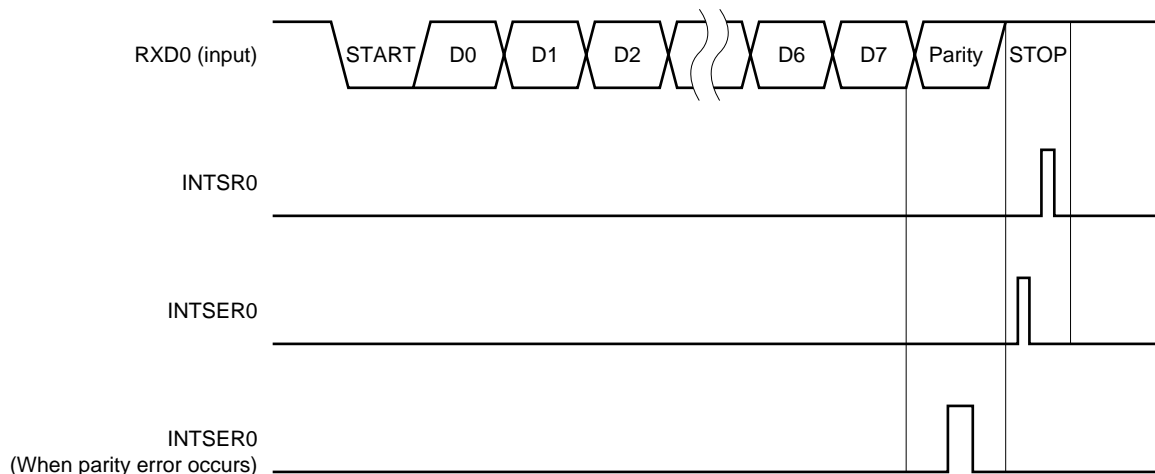 RXD0 (input) START D0 D1 D2 D6 D7 Parity STOP
INTSR0
INTSER0
INTSER0
(When parity error occurs)